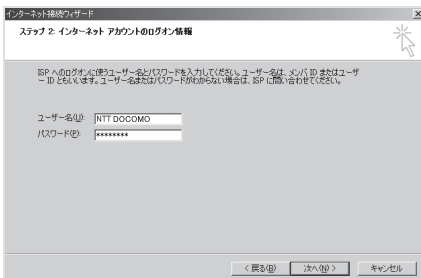 インターネット接続ウィザード
ステップ 2: インターネット アカウントのログオン情報
ISP へのログオンに使うユーザー名とパスワードを入力してください。ユーザー名は、メンバ ID またはユーザ
ー ID ともいいます。ユーザー名またはパスワードがわからない場合は、ISP に問い合わせてください。
ユーザー名(U): NTT DOCOMO
パスワード(P): ********
< 戻る(B) 次へ(N) > キャンセル